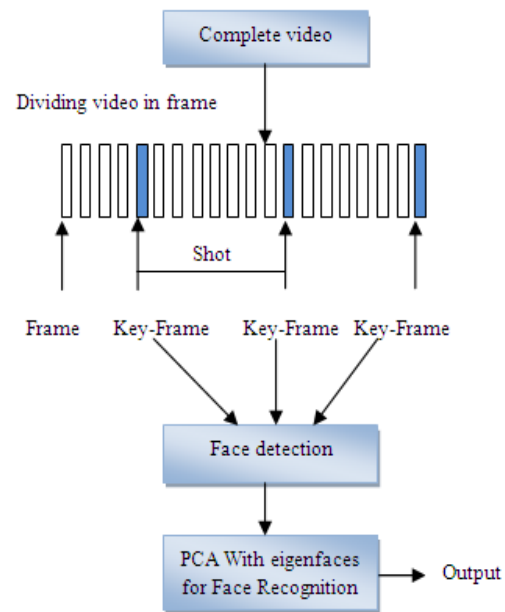 Complete video
Dividing video in frame
Shot
Frame
Key-Frame
Key-Frame
Key-Frame
Face detection
PCA With eigenfaces
for Face Recognition
Output